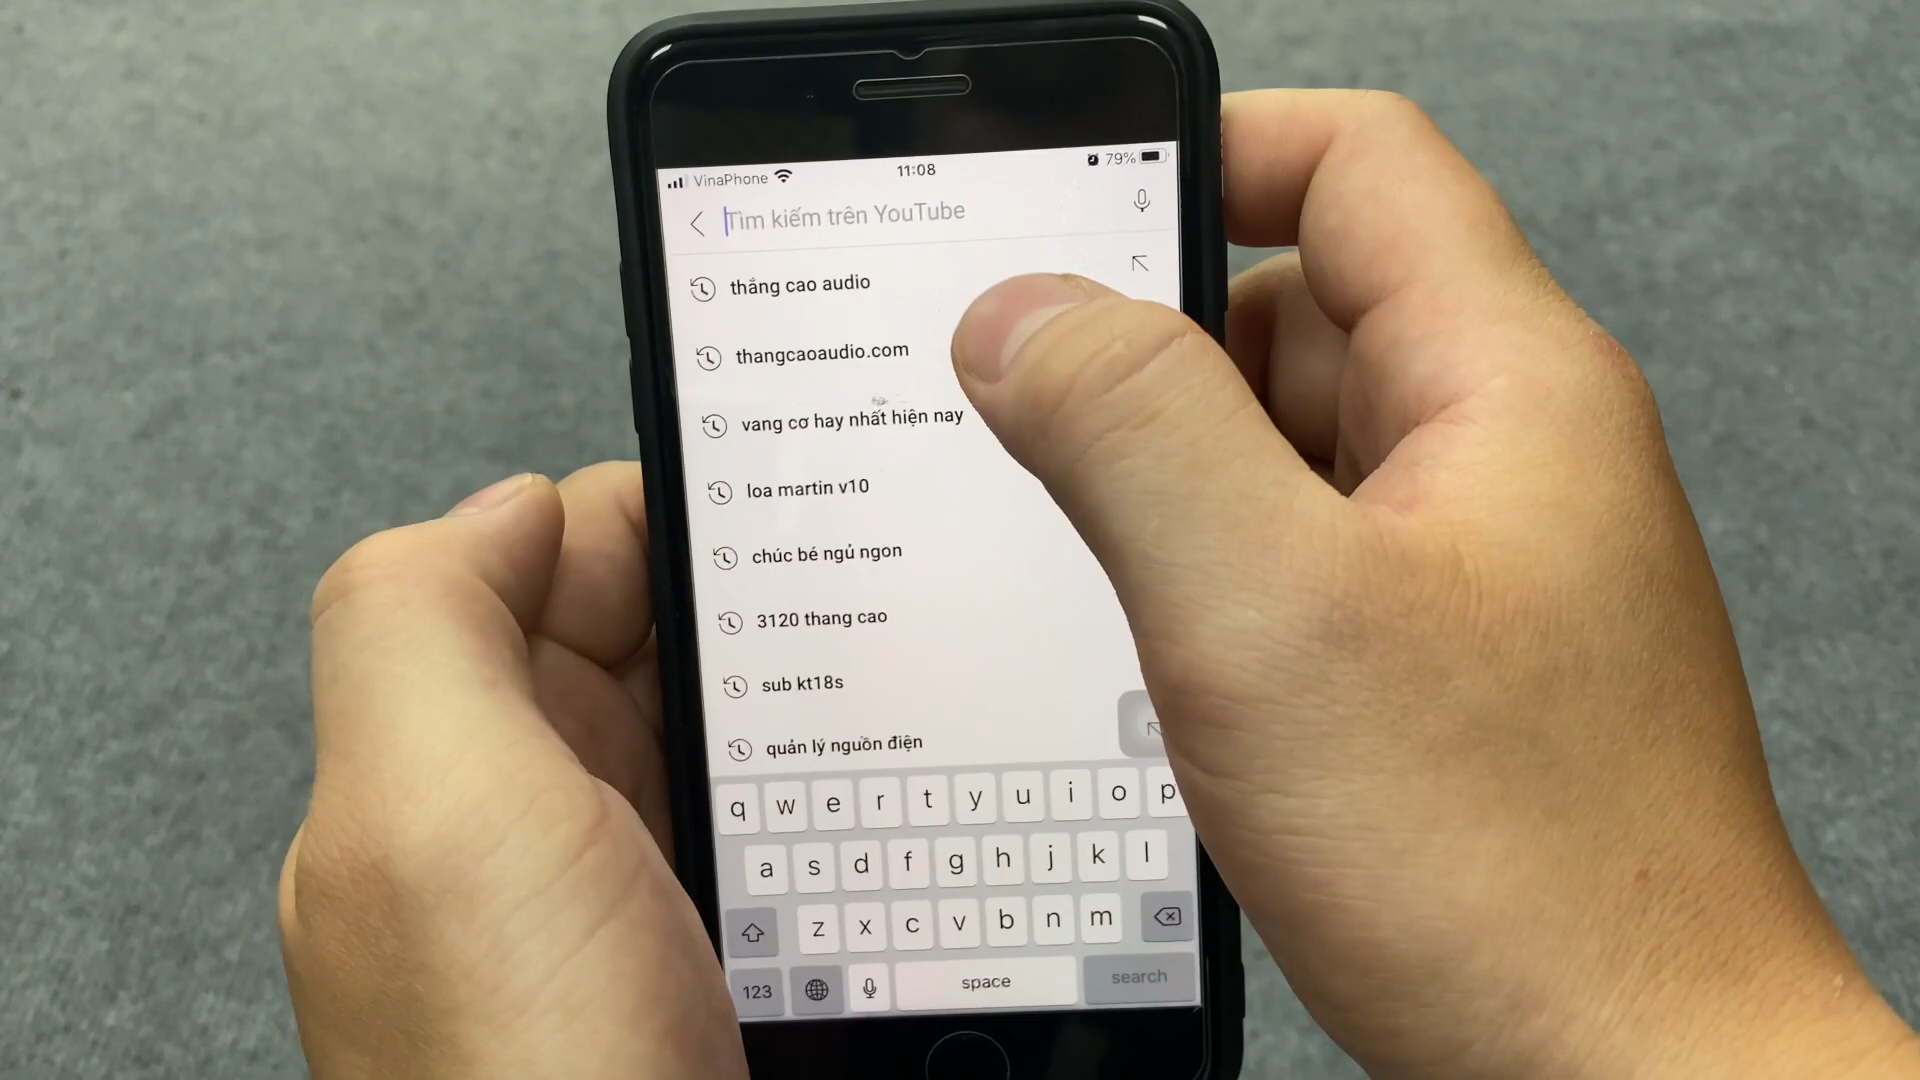 VinaPhone 11:08 79%
Tìm kiếm trên YouTube
thắng cao audio
thangcaoaudio.com
vang cơ hay nhất hiện nay
loa martin v10
chúc bé ngủ ngon
3120 thang cao
sub kt18s
quản lý nguồn điện
q w e r t y u i o p
a s d f g h j k l
z x c v b n m
123 space search